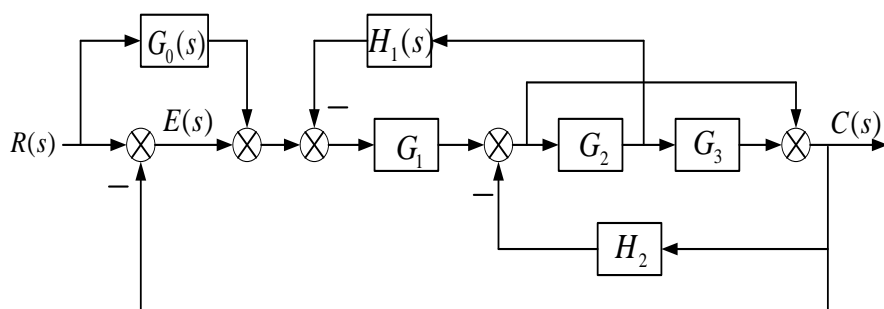 G₀(s)
H₁(s)
R(s)
E(s)
G₁
G₂
G₃
C(s)
H₂
−
−
−
−